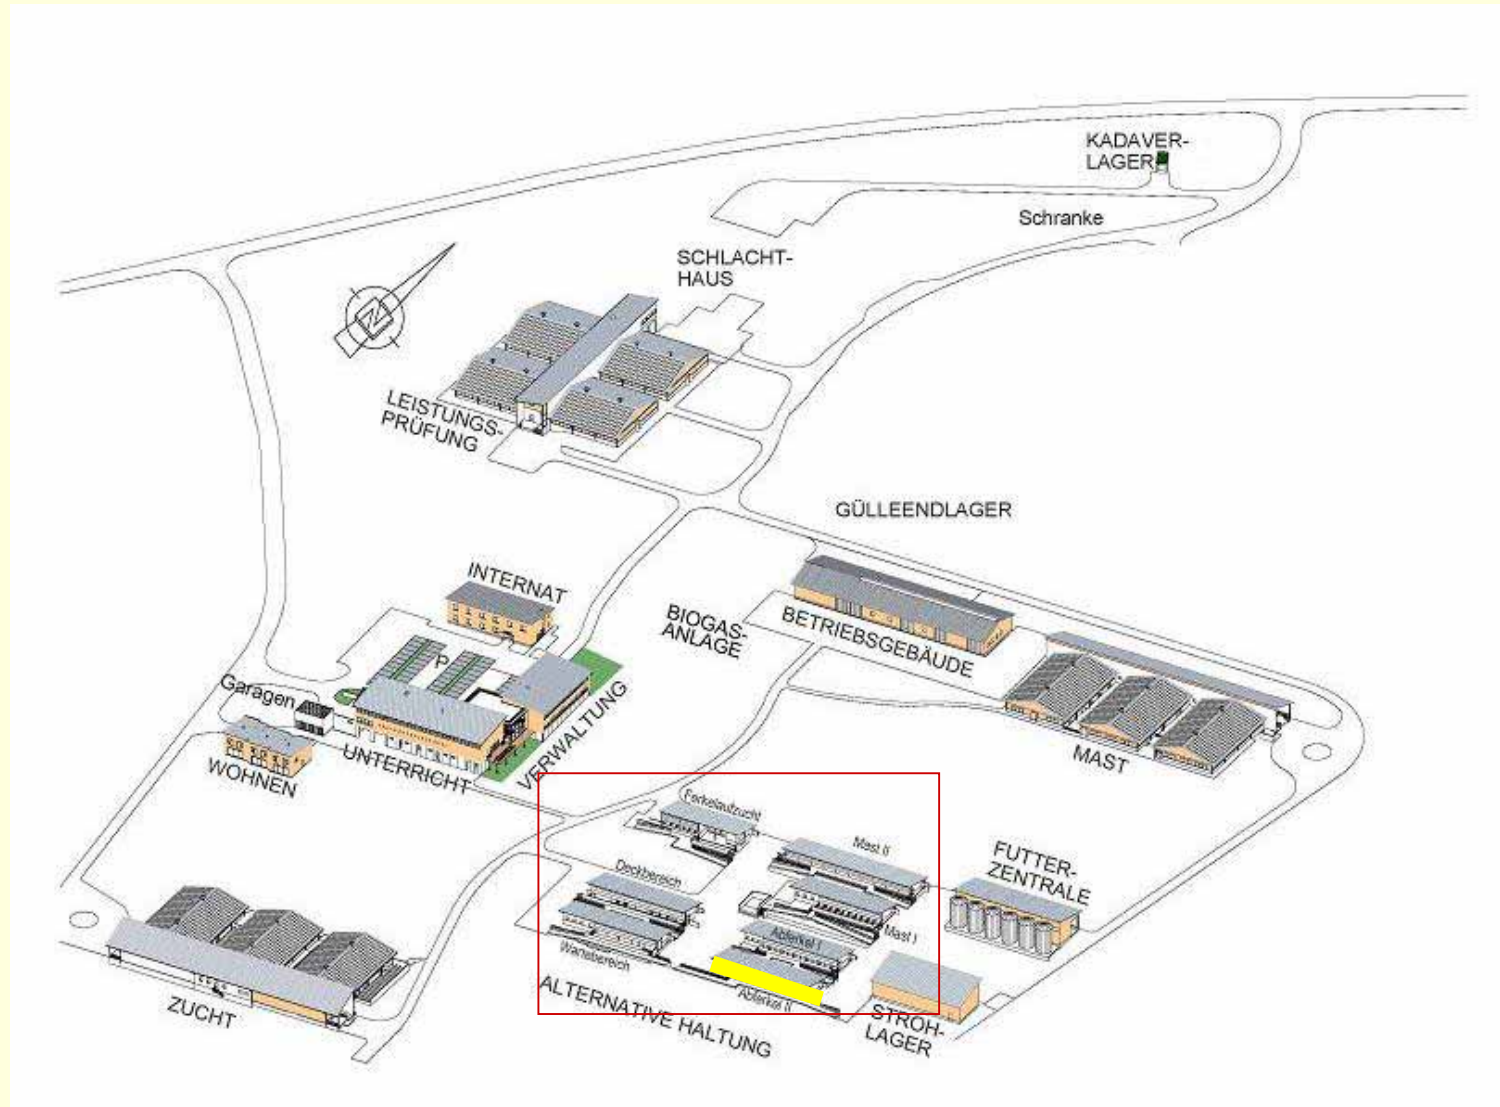 KADAVER-
LAGER
Schranke
SCHLACHT-
HAUS
LEISTUNGS-
PRÜFUNG
GÜLLEENDLAGER
INTERNAT
BIOGAS-
ANLAGE
BETRIEBSGEBÄUDE
P
Garagen
VERWALTUNG
UNTERRICHT
WOHNEN
MAST
Ferkelaufzucht
Mast II
FUTTER-
ZENTRALE
Deckbereich
Mast I
Abferkel I
Wartebereich
Abferkel II
ALTERNATIVE HALTUNG
STROH-
LAGER
ZUCHT